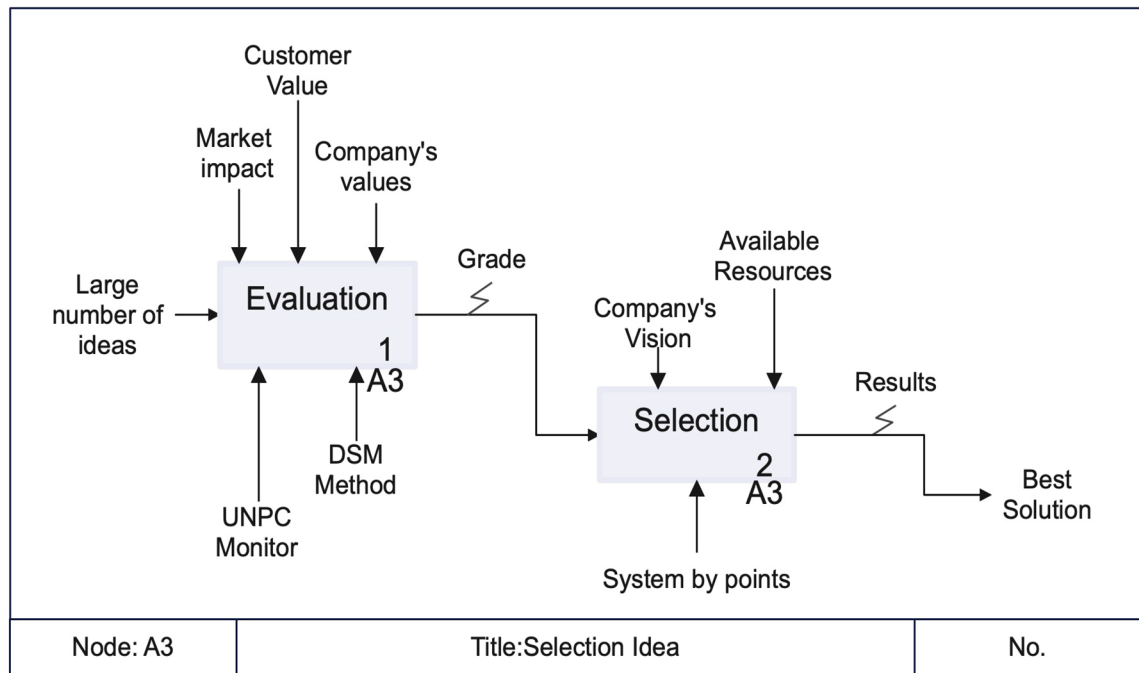 Customer
Value
Market
impact
Company's
values
Large
number of
ideas
Evaluation
1
A3
Grade
UNPC
Monitor
DSM
Method
Company's
Vision
Available
Resources
Selection
2
A3
Results
System by points
Best
Solution
Node: A3
Title:Selection Idea
No.